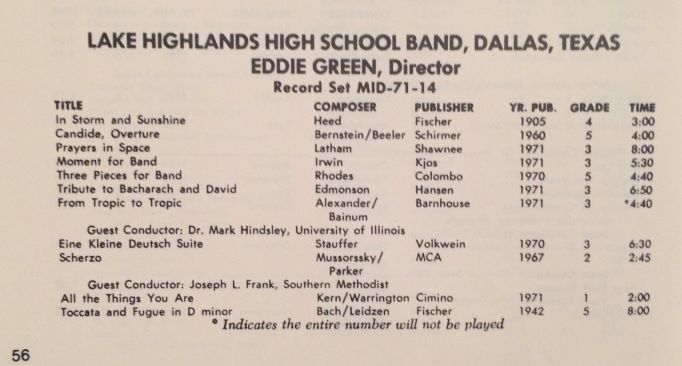 LAKE HIGHLANDS HIGH SCHOOL BAND, DALLAS, TEXAS
EDDIE GREEN, Director
Record Set MID-71-14
TITLE COMPOSER PUBLISHER YR. PUB. GRADE TIME
In Storm and Sunshine Heed Fischer 1905 4 3:00
Candide, Overture Bernstein/Beeler Schirmer 1960 5 4:00
Prayers in Space Latham Shawnee 1971 3 8:00
Moment for Band Irwin Kjos 1971 3 5:30
Three Pieces for Band Rhodes Colombo 1970 5 4:40
Tribute to Bacharach and David Edmonson Hansen 1971 3 6:50
From Tropic to Tropic Alexander/ Barnhouse 1971 3 *4:40
Bainum
Guest Conductor: Dr. Mark Hindsley, University of Illinois
Eine Kleine Deutsch Suite Stauffer Volkwein 1970 3 6:30
Scherzo Mussorssky/ MCA 1967 2 2:45
Parker
Guest Conductor: Joseph L. Frank, Southern Methodist
All the Things You Are Kern/Warrington Cimino 1971 1 2:00
Toccata and Fugue in D minor Bach/Leidzen Fischer 1942 5 8:00
* Indicates the entire number will not be played
56